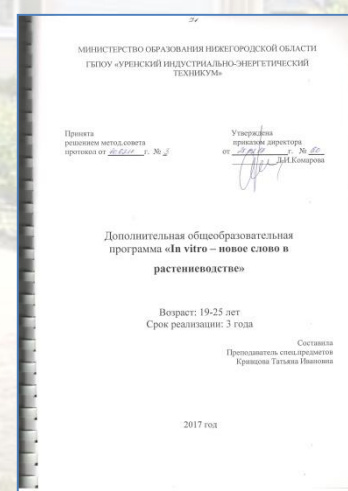 МИНИСТЕРСТВО ОБРАЗОВАНИЯ НИЖЕГОРОДСКОЙ ОБЛАСТИ
ГБПОУ «УРЕНСКИЙ ИНДУСТРИАЛЬНО-ЭНЕРГЕТИЧЕСКИЙ
ТЕХНИКУМ»
Принята
решением метод.совета
протокол от г. №
Утверждена
приказом директора
от г. №
Л.И.Комарова
Дополнительная общеобразовательная
программа «In vitro – новое слово в
растениеводстве»
Возраст: 19-25 лет
Срок реализации: 3 года
Составила
Преподаватель спец.предметов
Кривцова Татьяна Ивановна
2017 год